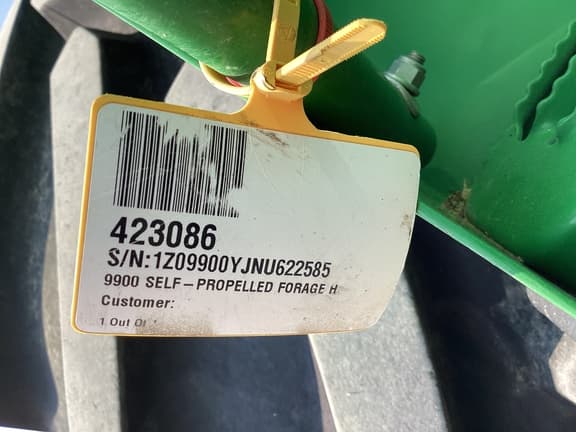 423086
S/N:1Z09900YJNU622585
9900 SELF-PROPELLED FORAGE H
Customer:
1 Out Of